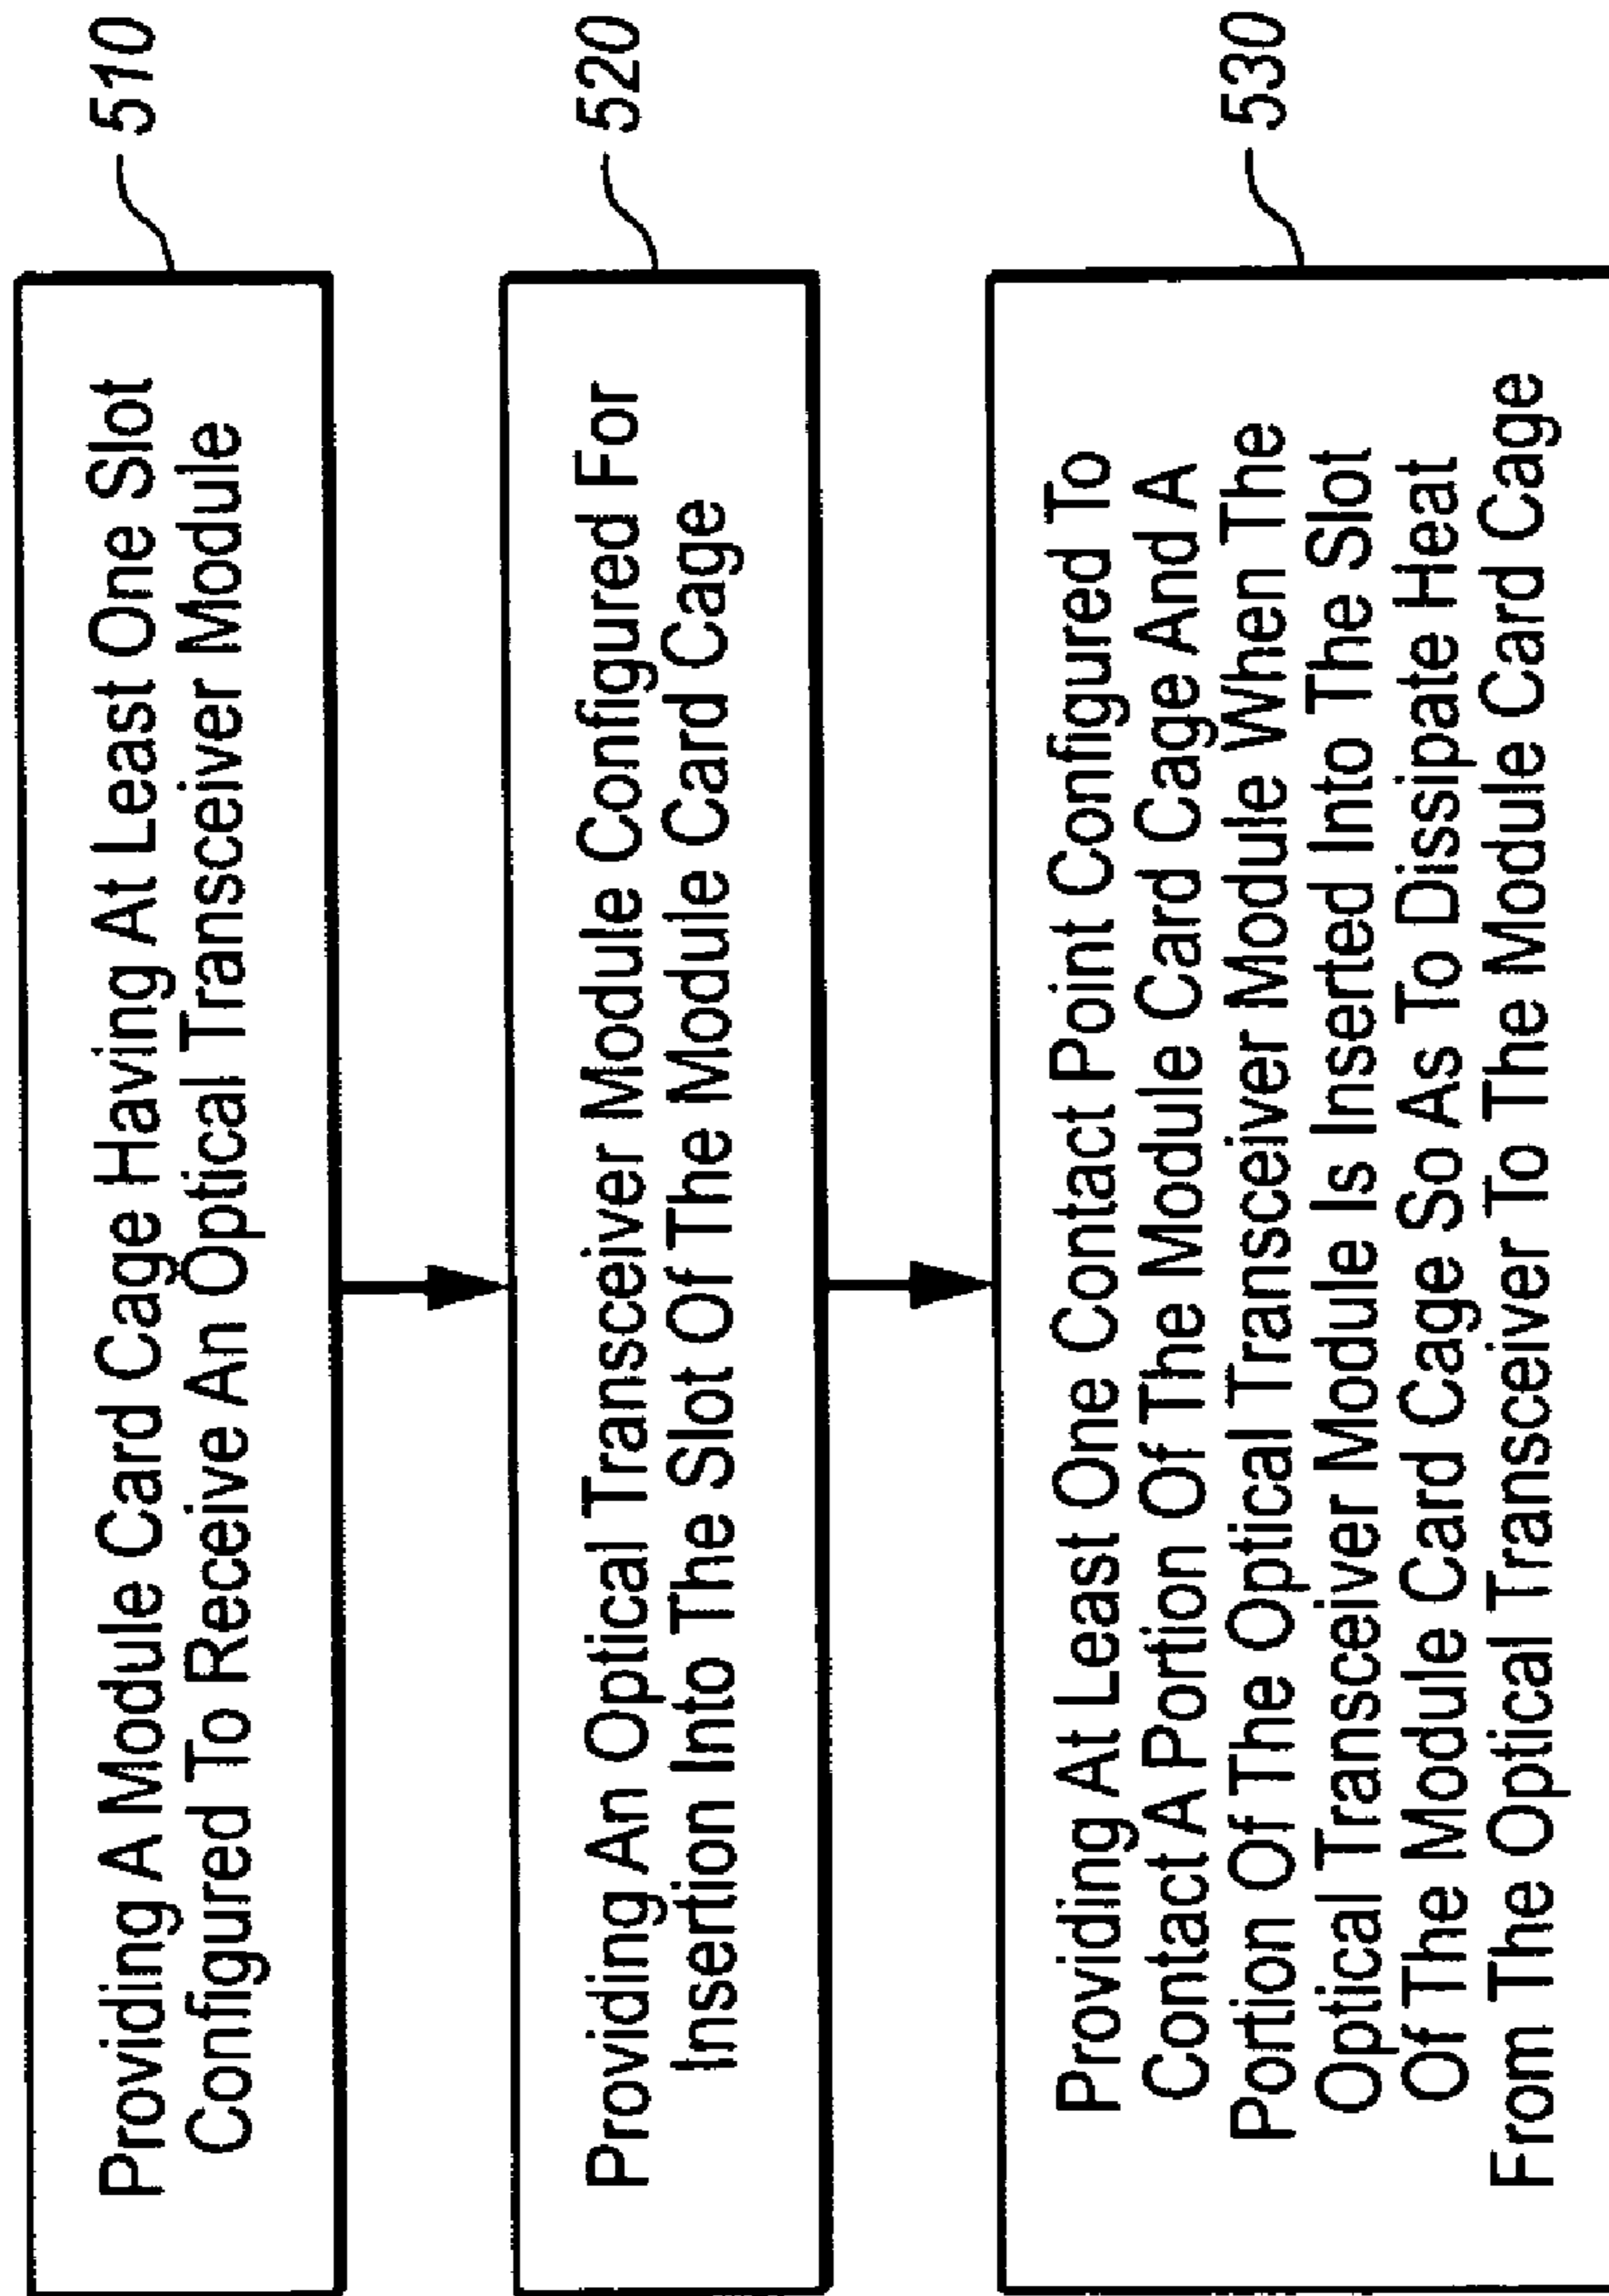 Providing A Module Card Cage Having At Least One Slot
Configured To Receive An Optical Transceiver Module
510
Providing An Optical Transceiver Module Configured For
Insertion Into The Slot Of The Module Card Cage
520
Providing At Least One Contact Point Configured To
Contact A Portion Of The Module Card Cage And A
Portion Of The Optical Transceiver Module When The
Optical Transceiver Module Is Inserted Into The Slot
Of The Module Card Cage So As To Dissipate Heat
From The Optical Transceiver To The Module Card Cage
530